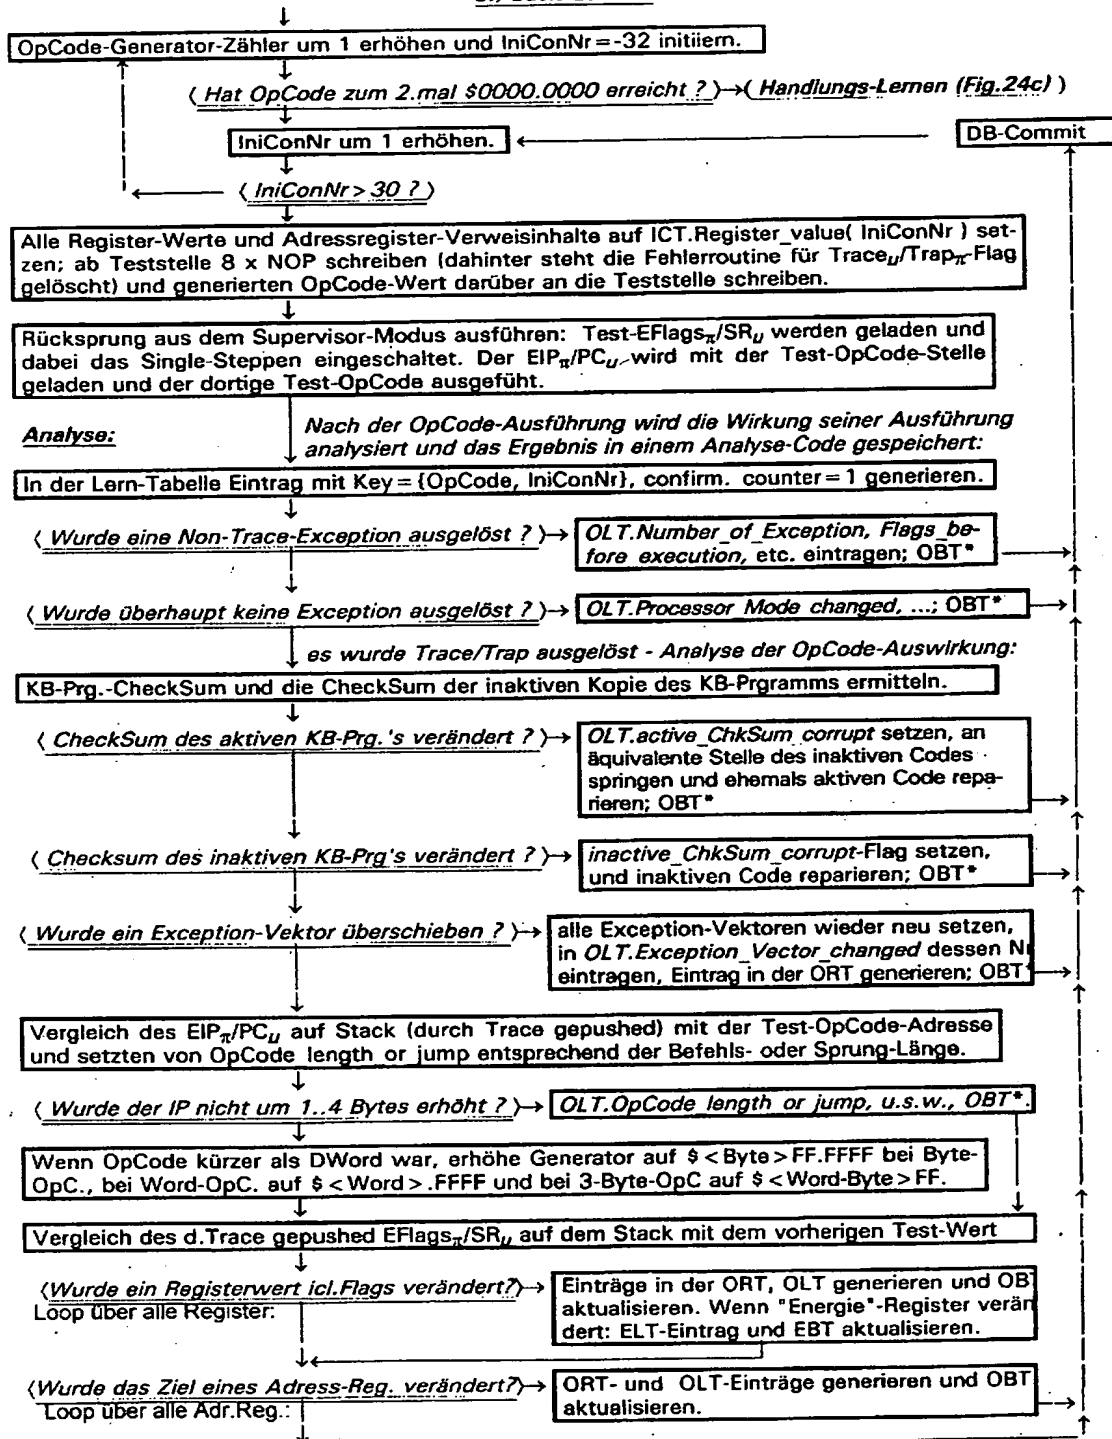 OpCode-Generator-Zähler um 1 erhöhen und IniConNr=-32 initiiern.
⟨ Hat OpCode zum 2.mal $0000.0000 erreicht ? ⟩→( Handlungs-Lernen (Fig.24c) )
IniConNr um 1 erhöhen.
DB-Commit
⟨ IniConNr> 30 ? ⟩
Alle Register-Werte und Adressregister-Verweisinhalte auf ICT.Register_value( IniConNr ) set-
zen; ab Teststelle 8 x NOP schreiben (dahinter steht die Fehlerroutine für Traceμ/Trapπ-Flag
gelöscht) und generierten OpCode-Wert darüber an die Teststelle schreiben.
Rücksprung aus dem Supervisor-Modus ausführen: Test-EFlagsπ/SRμ werden geladen und
dabei das Single-Steppen eingeschaltet. Der EIPπ/PCμ wird mit der Test-OpCode-Stelle
geladen und der dortige Test-OpCode ausgefüht.
Analyse:
Nach der OpCode-Ausführung wird die Wirkung seiner Ausführung
analysiert und das Ergebnis in einem Analyse-Code gespeichert:
In der Lern-Tabelle Eintrag mit Key={OpCode, IniConNr}, confirm. counter=1 generieren.
⟨ Wurde eine Non-Trace-Exception ausgelöst ? ⟩→
OLT.Number_of_Exception, Flags_be-
fore execution, etc. eintragen; OBT*
⟨ Wurde überhaupt keine Exception ausgelöst ? ⟩→
OLT.Processor Mode changed, ...; OBT*
es wurde Trace/Trap ausgelöst - Analyse der OpCode-Auswirkung:
KB-Prg.-CheckSum und die CheckSum der inaktiven Kopie des KB-Prgramms ermitteln.
⟨ CheckSum des aktiven KB-Prg.'s verändert ? ⟩→
OLT.active_ChkSum_corrupt setzen, an
äquivalente Stelle des inaktiven Codes
springen und ehemals aktiven Code repa-
rieren; OBT*
⟨ Checksum des inaktiven KB-Prg's verändert ? ⟩→
inactive_ChkSum_corrupt-Flag setzen,
und inaktiven Code reparieren; OBT*
⟨ Wurde ein Exception-Vektor überschieben ? ⟩→
alle Exception-Vektoren wieder neu setzen,
in OLT.Exception_Vector_changed dessen
eintragen, Eintrag in der ORT generieren; OBT
Vergleich des EIPπ/PCμ auf Stack (durch Trace gepushed) mit der Test-OpCode-Adresse
und setzten von OpCode length or jump entsprechend der Befehls- oder Sprung-Länge.
⟨ Wurde der IP nicht um 1..4 Bytes erhöht ? ⟩→
OLT.OpCode length or jump, u.s.w., OBT*.
Wenn OpCode kürzer als DWord war, erhöhe Generator auf $<Byte>FF.FFFF bei Byte-
OpC., bei Word-OpC. auf $<Word>.FFFF und bei 3-Byte-OpC auf $<Word-Byte>FF.
Vergleich des d.Trace gepushed EFlagsπ/SRμ auf dem Stack mit dem vorherigen Test-Wert
⟨Wurde ein Registerwert icl.Flags verändert?⟩→
Loop über alle Register:
Einträge in der ORT, OLT generieren und OBT
aktualisieren. Wenn "Energie"-Register verän
dert: ELT-Eintrag und EBT aktualisieren.
⟨Wurde das Ziel eines Adress-Reg. verändert?⟩→
Loop über alle Adr.Reg.:
ORT- und OLT-Einträge generieren und OBT
aktualisieren.